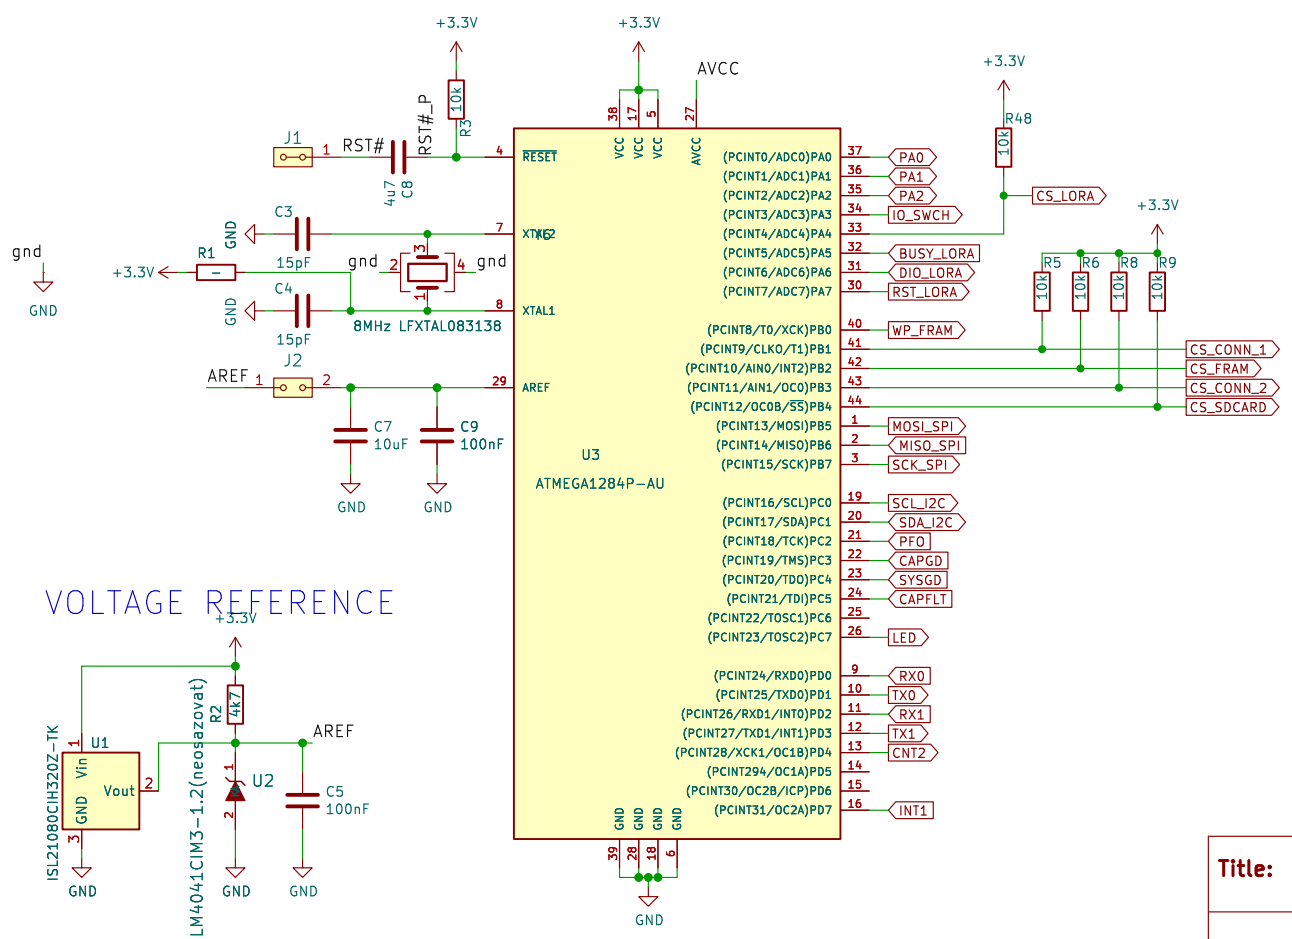 +3.3V
+3.3V
AVCC
+3.3V
10k
R3
RST#_P
38
17
5
27
VCC
VCC
VCC
AVCC
R48
10k
J1
1
RST#
4u7
C8
4
RESET
(PCINT0/ADC0)PA0
37
PA0
(PCINT1/ADC1)PA1
36
PA1
(PCINT2/ADC2)PA2
35
PA2
CS_LORA
(PCINT3/ADC3)PA3
34
IO_SWCH
C3
GND
15pF
7
XTAL2
(PCINT4/ADC4)PA4
33
+3.3V
gnd
GND
R1
+3.3V
gnd
2
3
4
1
gnd
(PCINT5/ADC5)PA5
32
BUSY_LORA
(PCINT6/ADC6)PA6
31
DIO_LORA
(PCINT7/ADC7)PA7
30
RST_LORA
R5
R6
R8
R9
10k
10k
10k
10k
C4
GND
15pF
8
XTAL1
8MHz LFXTAL083138
(PCINT8/T0/XCK)PB0
40
WP_FRAM
(PCINT9/CLKO/T1)PB1
41
CS_CONN_1
(PCINT10/AIN0/INT2)PB2
42
CS_FRAM
J2
AREF
1
2
29
AREF
(PCINT11/AIN1/OC0)PB3
43
CS_CONN_2
(PCINT12/OC0B/SS)PB4
44
CS_SDCARD
C7
10uF
C9
100nF
GND
GND
(PCINT13/MOSI)PB5
1
MOSI_SPI
(PCINT14/MISO)PB6
2
MISO_SPI
(PCINT15/SCK)PB7
3
SCK_SPI
U3
ATMEGA1284P-AU
(PCINT16/SCL)PC0
19
SCL_I2C
(PCINT17/SDA)PC1
20
SDA_I2C
(PCINT18/TCK)PC2
21
PFO
(PCINT19/TMS)PC3
22
CAPGD
(PCINT20/TDO)PC4
23
SYSGD
(PCINT21/TDI)PC5
24
CAPFLT
(PCINT22/TOSC1)PC6
25
(PCINT23/TOSC2)PC7
26
LED
(PCINT24/RXD0)PD0
9
RX0
(PCINT25/TXD0)PD1
10
TX0
(PCINT26/RXD1/INT0)PD2
11
RX1
(PCINT27/TXD1/INT1)PD3
12
TX1
(PCINT28/XCK1/OC1B)PD4
13
CNT2
(PCINT294/OC1A)PD5
14
(PCINT30/OC2B/ICP)PD6
15
(PCINT31/OC2A)PD7
16
INT1
GND
GND
GND
GND
39
28
18
6
GND
VOLTAGE REFERENCE
+3.3V
R2
4k7
AREF
U1
1
Vin
Vout
2
GND
3
ISL21080CIH320Z-TK
GND
LM4041CIM3-1.2(neosazovat)
1
U2
2
GND
C5
100nF
GND
Title: